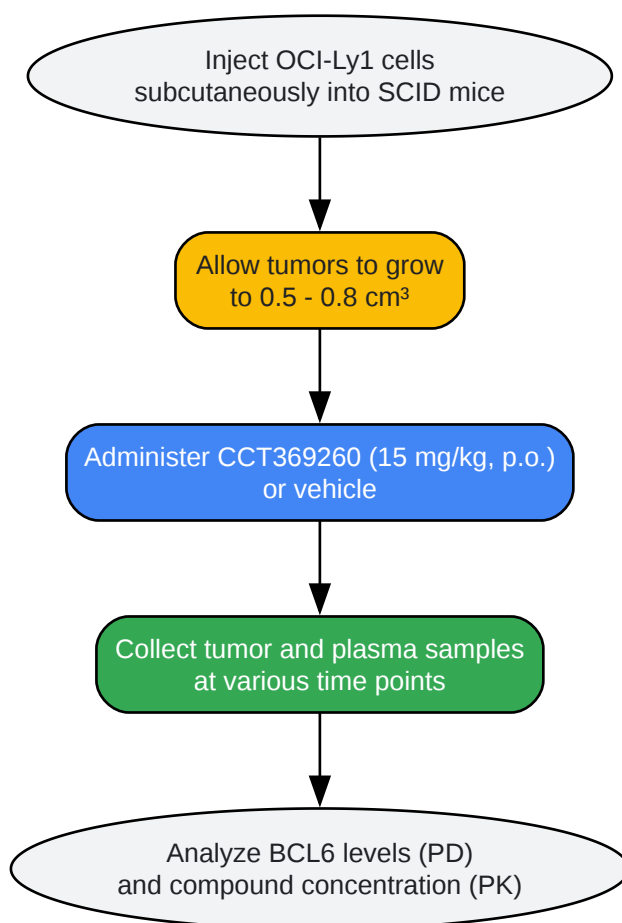 Inject OCI-Ly1 cells
subcutaneously into SCID mice
Allow tumors to grow
to 0.5 - 0.8 cm³
Administer CCT369260 (15 mg/kg, p.o.)
or vehicle
Collect tumor and plasma samples
at various time points
Analyze BCL6 levels (PD)
and compound concentration (PK)